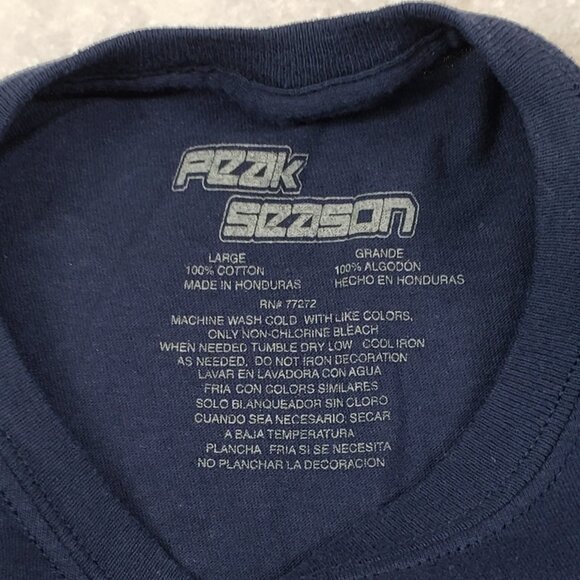 Peak
Season
LARGE GRANDE
100% COTTON 100% ALGODÓN
MADE IN HONDURAS HECHO EN HONDURAS
RN# 77272
MACHINE WASH COLD WITH LIKE COLORS,
ONLY NON-CHLORINE BLEACH
WHEN NEEDED TUMBLE DRY LOW COOL IRON
AS NEEDED, DO NOT IRON DECORATION
LAVAR EN LAVADORA CON AGUA
FRIA CON COLORS SIMILARES
SOLO BLANQUEADOR SIN CLORO
CUANDO SEA NECESARIO, SECAR
A BAJA TEMPERATURA
PLANCHA FRIA SI SE NECESITA
NO PLANCHAR LA DECORACION